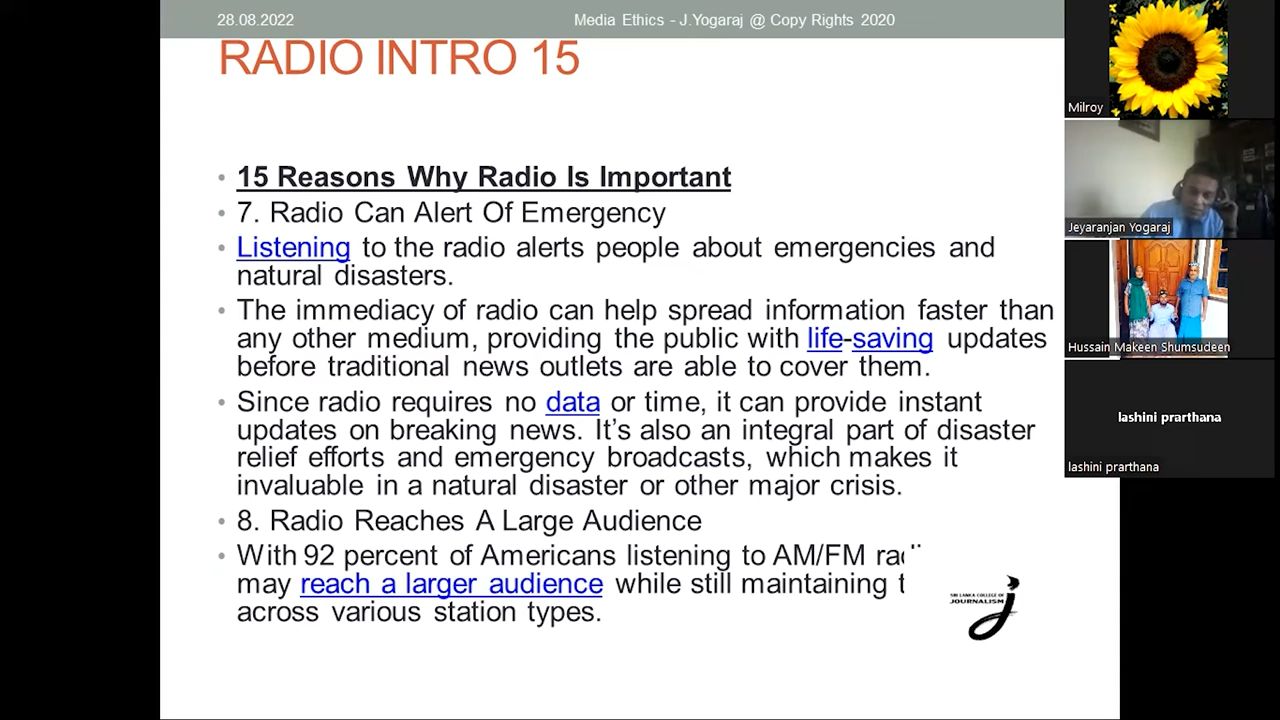 28.08.2022
Media Ethics - J.Yogaraj @ Copy Rights 2020
RADIO INTRO 15
• 15 Reasons Why Radio Is Important
• 7. Radio Can Alert Of Emergency
• Listening to the radio alerts people about emergencies and
natural disasters.
• The immediacy of radio can help spread information faster than
any other medium, providing the public with life-saving updates
before traditional news outlets are able to cover them.
• Since radio requires no data or time, it can provide instant
updates on breaking news. It’s also an integral part of disaster
relief efforts and emergency broadcasts, which makes it
invaluable in a natural disaster or other major crisis.
• 8. Radio Reaches A Large Audience
• With 92 percent of Americans listening to AM/FM
may reach a larger audience while still maintaining
across various station types.
SRI LANKA COLLEGE OF
JOURNALISM
Milroy
Jeyaranjan Yogaraj
Hussain Makeen Shumsudeen
lashini prarthana
lashini prarthana